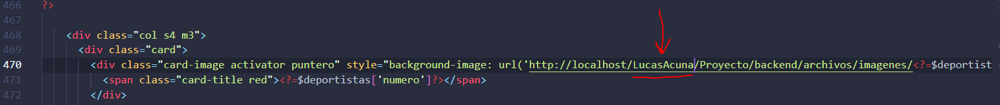 466 ?>
467
468 <div class="col s4 m3">
469 <div class="card">
470 <div class="card-image activator puntero" style="background-image: url('http://localhost/LucasAcuna/Proyecto/backend/archivos/imagenes/<?=$deportist
471 <span class="card-title red"><?=$deportistas['numero']?></span>
472 </div>